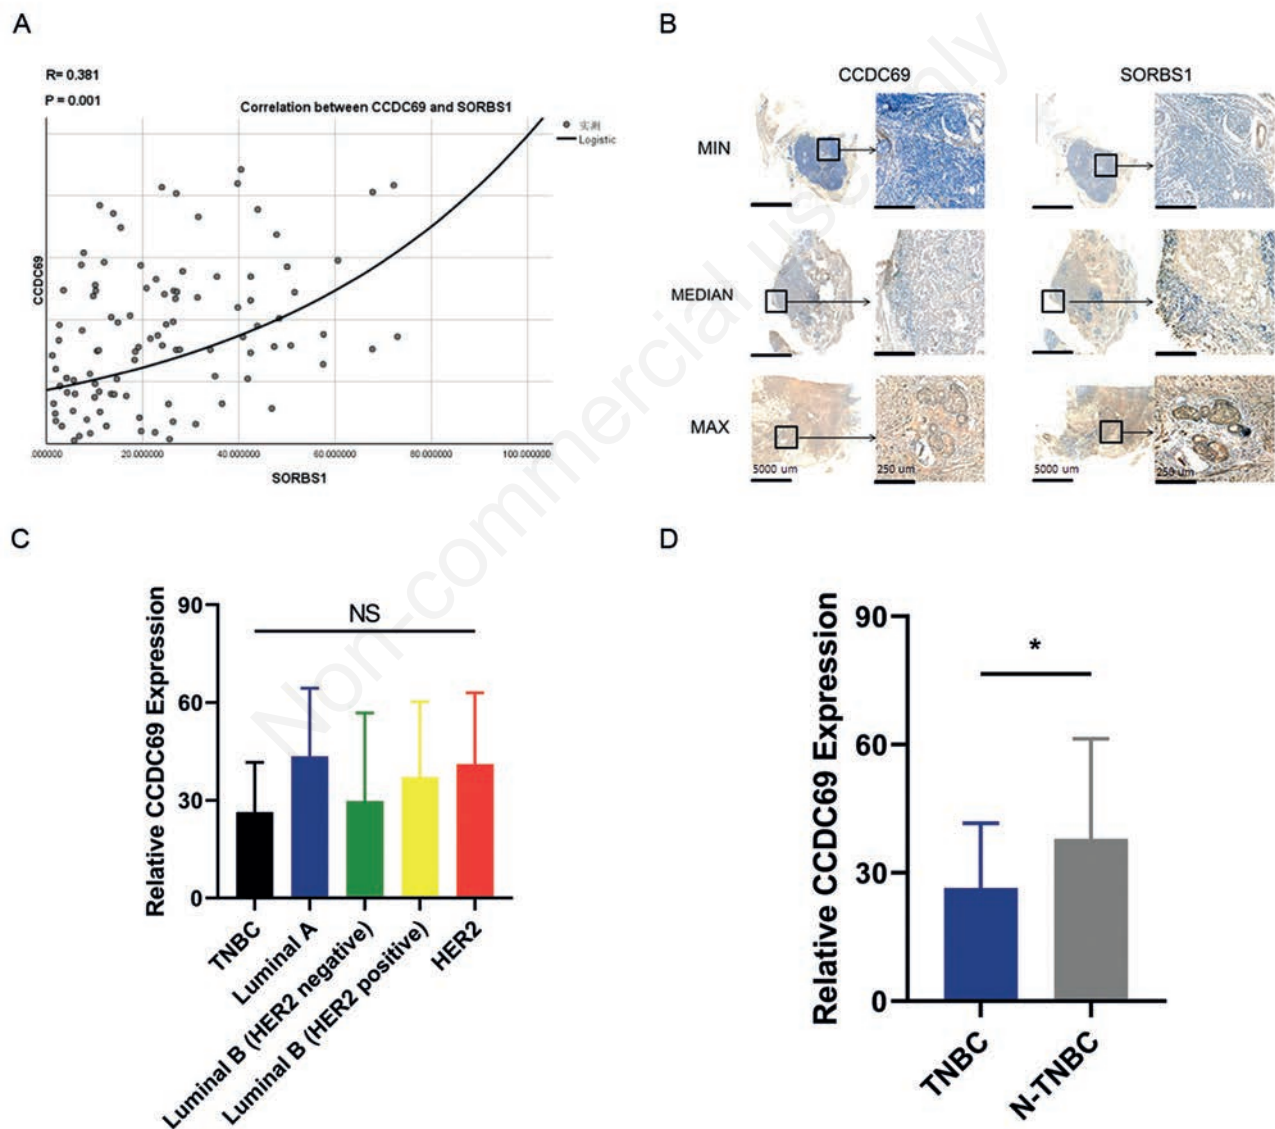 A
R= 0.381
P = 0.001
Correlation between CCDC69 and SORBS1
实测
Logistic
CCDC69
.000000
20.000000
40.000000
60.000000
80.000000
100.000000
SORBS1
B
CCDC69
SORBS1
MIN
MEDIAN
MAX
5000 um
250 um
5000 um
250 um
C
Relative CCDC69 Expression
90
60
30
0
NS
TNBC
Luminal A
Luminal B (HER2 negative)
Luminal B (HER2 positive)
HER2
D
Relative CCDC69 Expression
90
60
30
0
*
TNBC
N-TNBC
Non-commercial use only